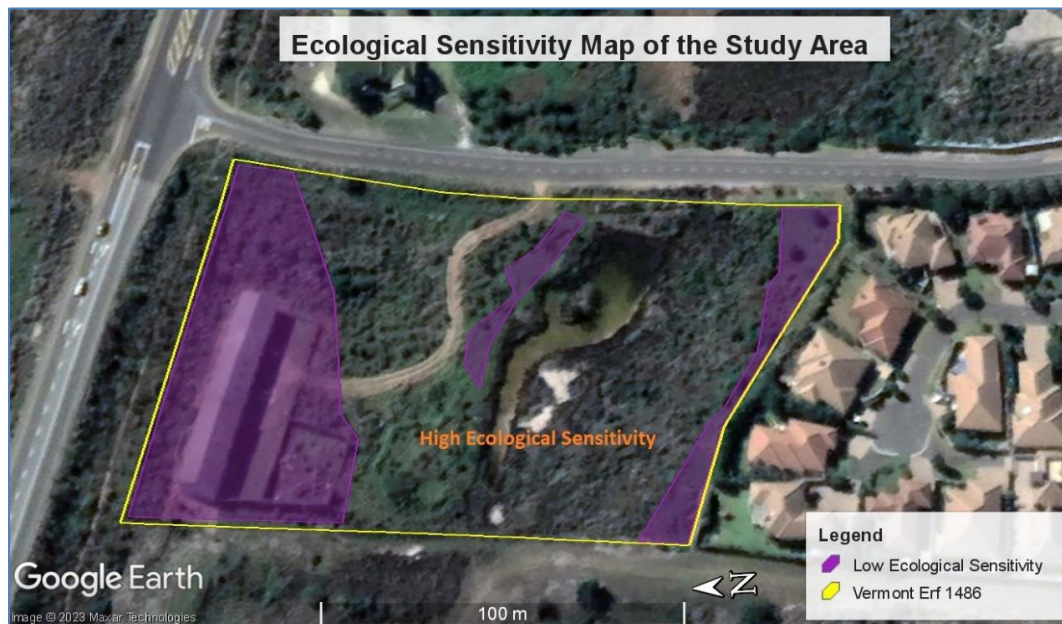 Ecological Sensitivity Map of the Study Area
High Ecological Sensitivity
Legend
Low Ecological Sensitivity
Vermont Erf 1486
Google Earth
N
100 m
Image © 2023 Maxar Technologies